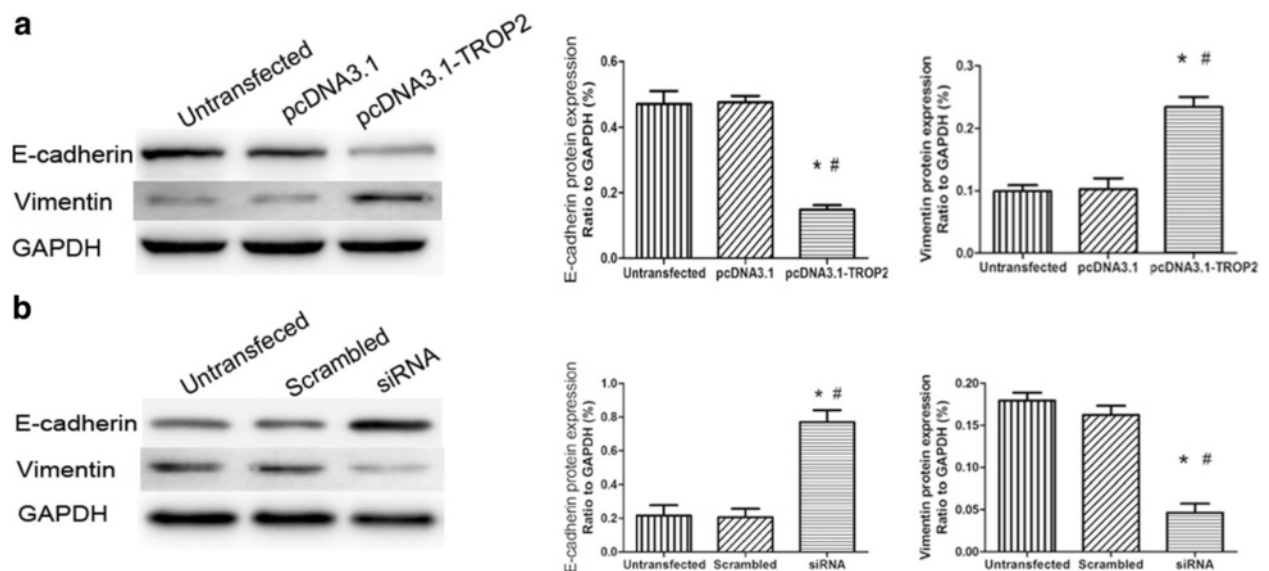 a
Untransfected
pcDNA3.1
pcDNA3.1-TROP2
E-cadherin
Vimentin
GAPDH
E-cadherin protein expression
Ratio to GAPDH (%)
0.6
0.4
0.2
0.0
* #
Untransfected
pcDNA3.1
pcDNA3.1-TROP2
Vimentin protein expression
Ratio to GAPDH (%)
0.3
0.2
0.1
0.0
* #
Untransfected
pcDNA3.1
pcDNA3.1-TROP2
b
Untransfeced
Scrambled
siRNA
E-cadherin
Vimentin
GAPDH
E-cadherin protein expression
Ratio to GAPDH (%)
1.0
0.8
0.6
0.4
0.2
0.0
* #
Untransfected
Scrambled
siRNA
Vimentin protein expression
Ratio to GAPDH (%)
0.20
0.15
0.10
0.05
0.00
* #
Untransfected
Scrambled
siRNA